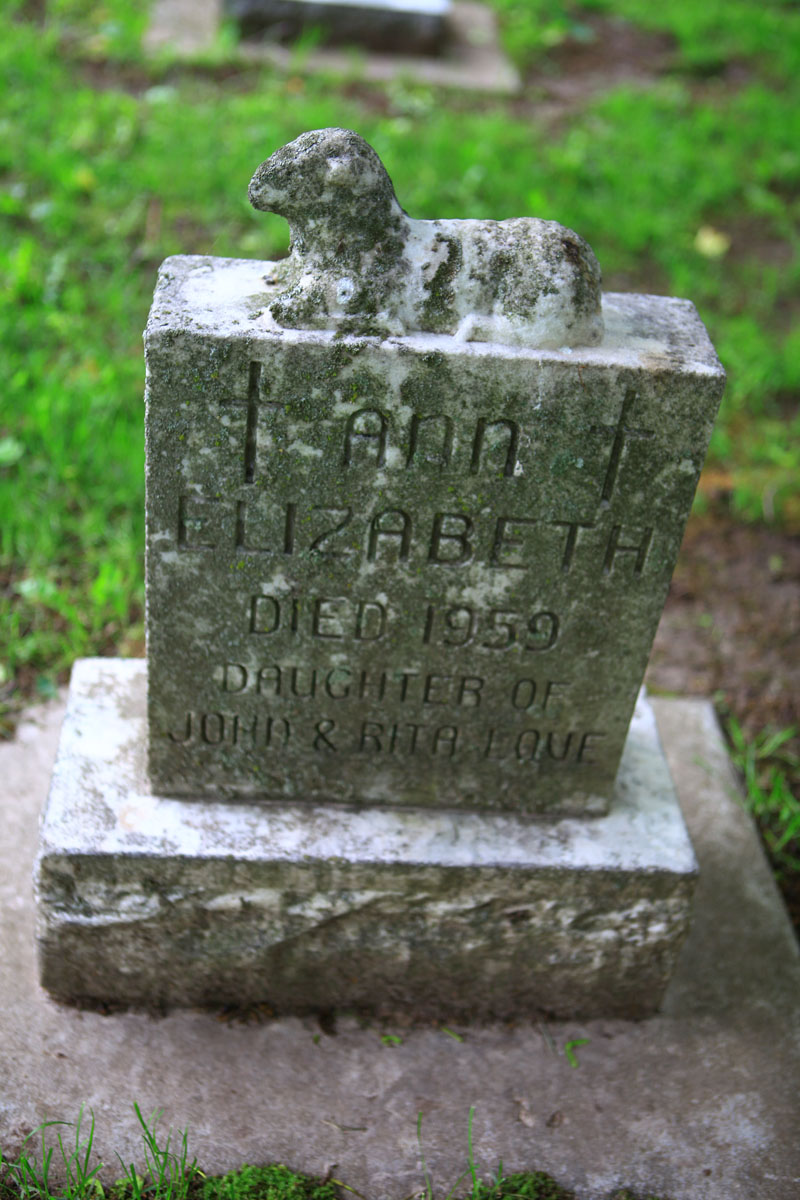 Ann
ELIZABETH
DIED 1959
DAUGHTER OF
JOHN & RITA LOVE